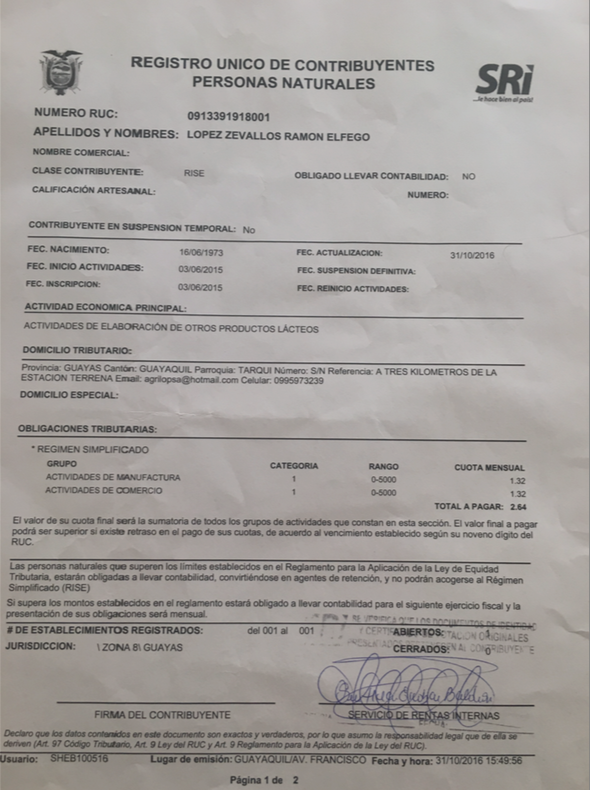 REGISTRO UNICO DE CONTRIBUYENTES
PERSONAS NATURALES
SRi
...le hace bien al país!
NUMERO RUC: 0913391918001
APELLIDOS Y NOMBRES: LOPEZ ZEVALLOS RAMON ELFEGO
NOMBRE COMERCIAL:
CLASE CONTRIBUYENTE: RISE OBLIGADO LLEVAR CONTABILIDAD: NO
CALIFICACIÓN ARTESANAL: NUMERO:
CONTRIBUYENTE EN SUSPENSION TEMPORAL: No
FEC. NACIMIENTO: 16/06/1973 FEC. ACTUALIZACION: 31/10/2016
FEC. INICIO ACTIVIDADES: 03/06/2015 FEC. SUSPENSION DEFINITIVA:
FEC. INSCRIPCION: 03/06/2015 FEC. REINICIO ACTIVIDADES:
ACTIVIDAD ECONOMICA PRINCIPAL:
ACTIVIDADES DE ELABORACIÓN DE OTROS PRODUCTOS LÁCTEOS
DOMICILIO TRIBUTARIO:
Provincia: GUAYAS Cantón: GUAYAQUIL Parroquia: TARQUI Número: S/N Referencia: A TRES KILOMETROS DE LA
ESTACION TERRENA Email: agrilopsa@hotmail.com Celular: 0995973239
DOMICILIO ESPECIAL:
OBLIGACIONES TRIBUTARIAS:
* REGIMEN SIMPLIFICADO
GRUPO CATEGORIA RANGO CUOTA MENSUAL
ACTIVIDADES DE MANUFACTURA 1 0-5000 1.32
ACTIVIDADES DE COMERCIO 1 0-5000 1.32
TOTAL A PAGAR: 2.64
El valor de su cuota final será la sumatoria de todos los grupos de actividades que constan en esta sección. El valor final a pagar
podrá ser superior si existe retraso en el pago de sus cuotas, de acuerdo al vencimiento establecido según su noveno dígito del
RUC.
Las personas naturales que superen los límites establecidos en el Reglamento para la Aplicación de la Ley de Equidad
Tributaria, estarán obligadas a llevar contabilidad, convirtiéndose en agentes de retención, y no podrán acogerse al Régimen
Simplificado (RISE)
Si supera los montos establecidos en el reglamento estará obligado a llevar contabilidad para el siguiente ejercicio fiscal y la
presentación de sus obligaciones será mensual.
SE VERIFICA QUE LOS DOCUMENTOS DE IDENTIDAD
# DE ESTABLECIMIENTOS REGISTRADOS: del 001 al 001 ABIERTOS: 1
ORIGINALES
JURISDICCION: \ ZONA 8\ GUAYAS CERRADOS: 0
AL CONTRIBUYENTE
FIRMA DEL CONTRIBUYENTE SERVICIO DE RENTAS INTERNAS
Declaro que los datos contenidos en este documento son exactos y verdaderos, por lo que asumo la responsabilidad legal que de ella se
deriven (Art. 97 Código Tributario, Art. 9 Ley del RUC y Art. 9 Reglamento para la Aplicación de la Ley del RUC).
Usuario: SHEB100516 Lugar de emisión: GUAYAQUIL/AV. FRANCISCO Fecha y hora: 31/10/2016 15:49:56
Página 1 de 2